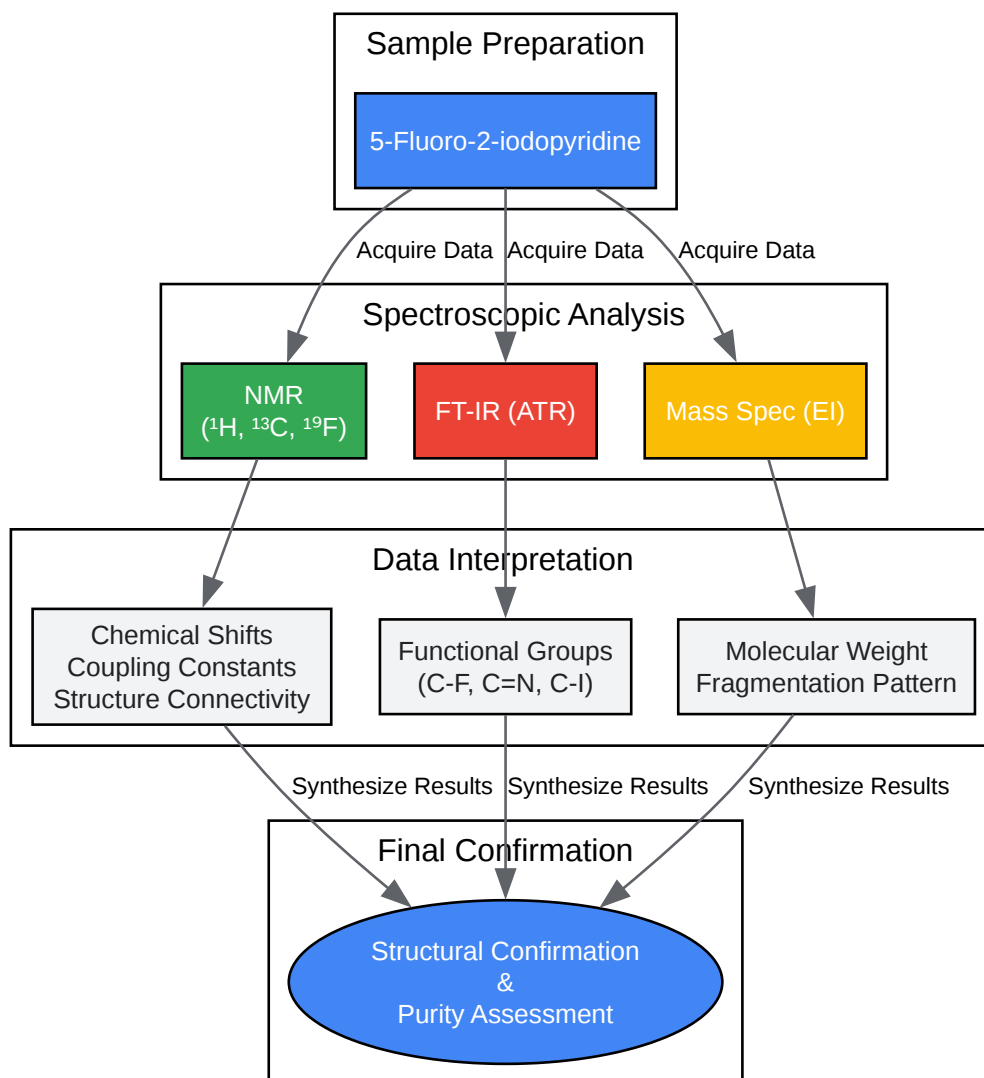 Sample Preparation
5-Fluoro-2-iodopyridine
Acquire Data
Acquire Data
Acquire Data
Spectroscopic Analysis
NMR
(¹H, ¹³C, ¹⁹F)
FT-IR (ATR)
Mass Spec (EI)
Data Interpretation
Chemical Shifts
Coupling Constants
Structure Connectivity
Functional Groups
(C-F, C=N, C-I)
Molecular Weight
Fragmentation Pattern
Synthesize Results
Synthesize Results
Synthesize Results
Final Confirmation
Structural Confirmation
&
Purity Assessment